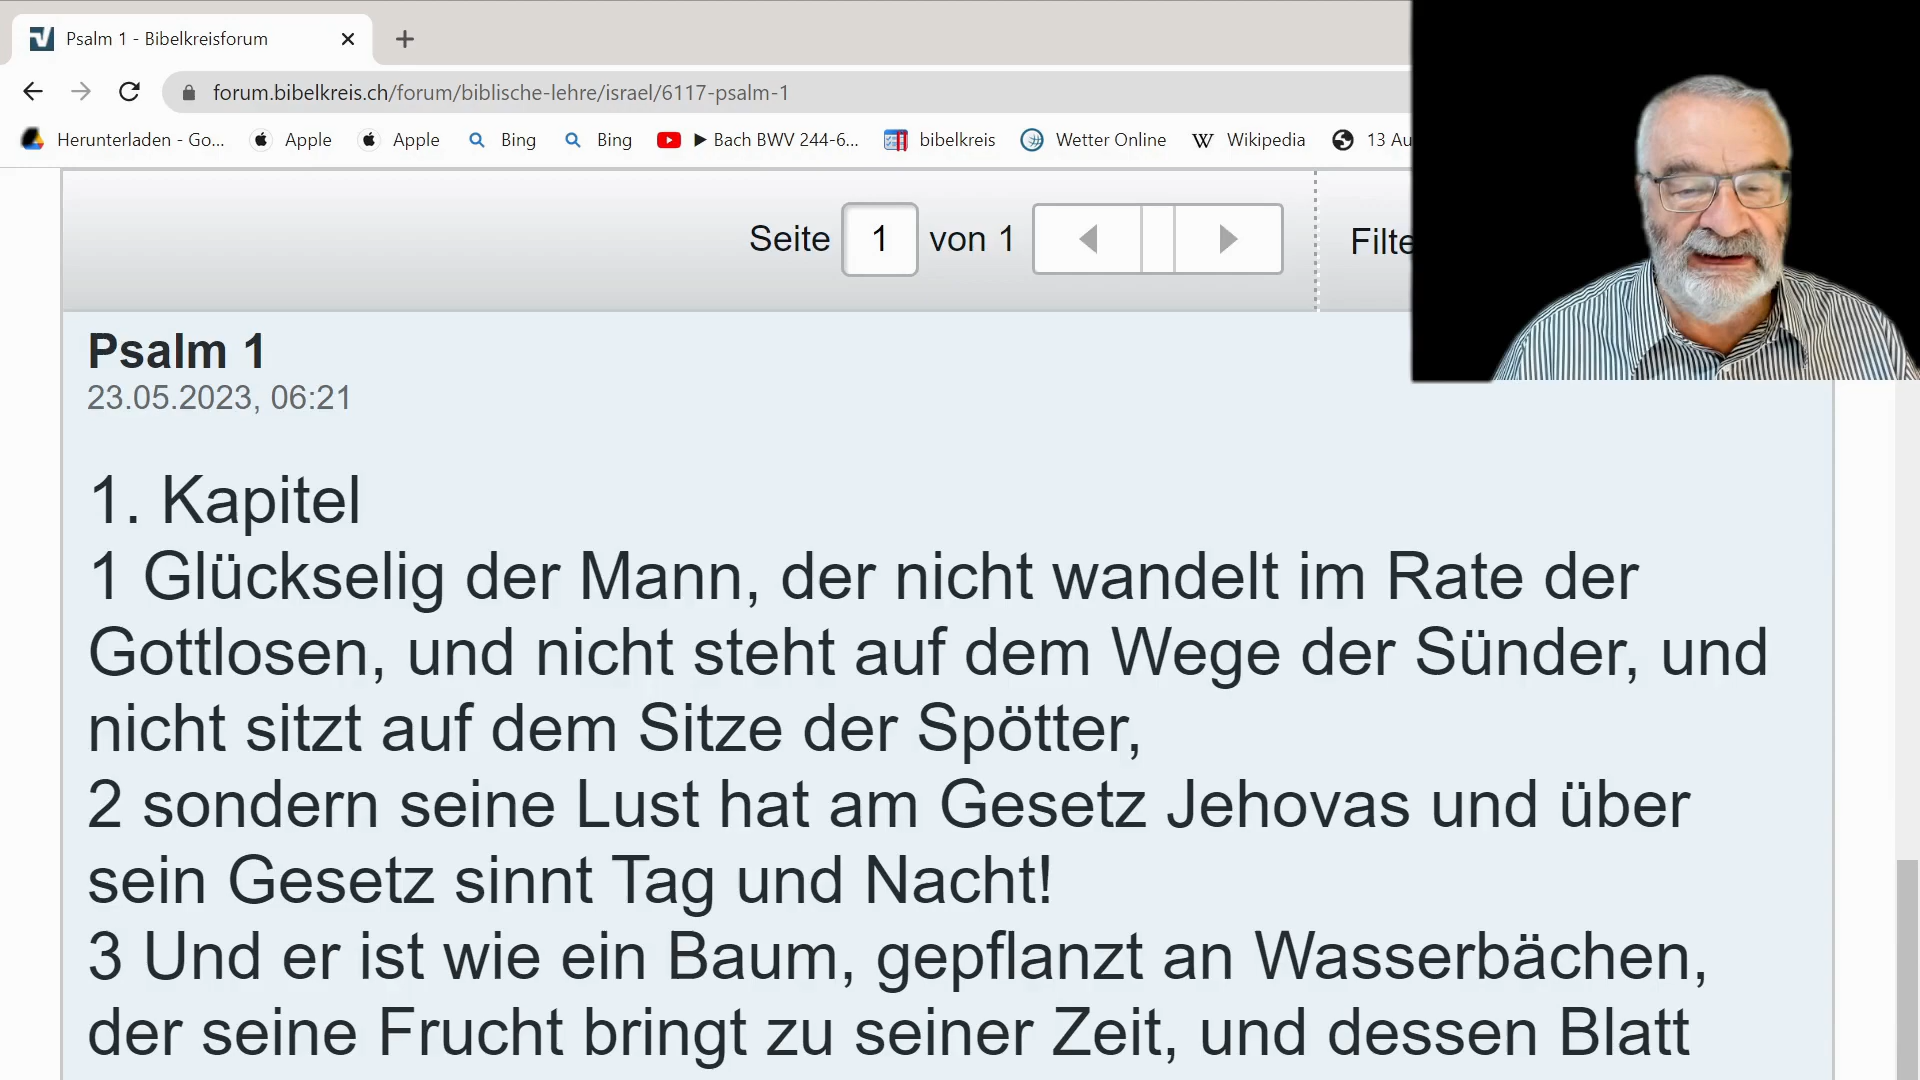 Psalm 1 - Bibelkreisforum
forum.bibelkreis.ch/forum/biblische-lehre/israel/6117-psalm-1
Herunterladen - Go... Apple Apple Bing Bing ▶ Bach BWV 244-6... bibelkreis Wetter Online Wikipedia 13 Au
Seite 1 von 1 Filte
Psalm 1
23.05.2023, 06:21
1. Kapitel
1 Glückselig der Mann, der nicht wandelt im Rate der
Gottlosen, und nicht steht auf dem Wege der Sünder, und
nicht sitzt auf dem Sitze der Spötter,
2 sondern seine Lust hat am Gesetz Jehovas und über
sein Gesetz sinnt Tag und Nacht!
3 Und er ist wie ein Baum, gepflanzt an Wasserbächen,
der seine Frucht bringt zu seiner Zeit, und dessen Blatt